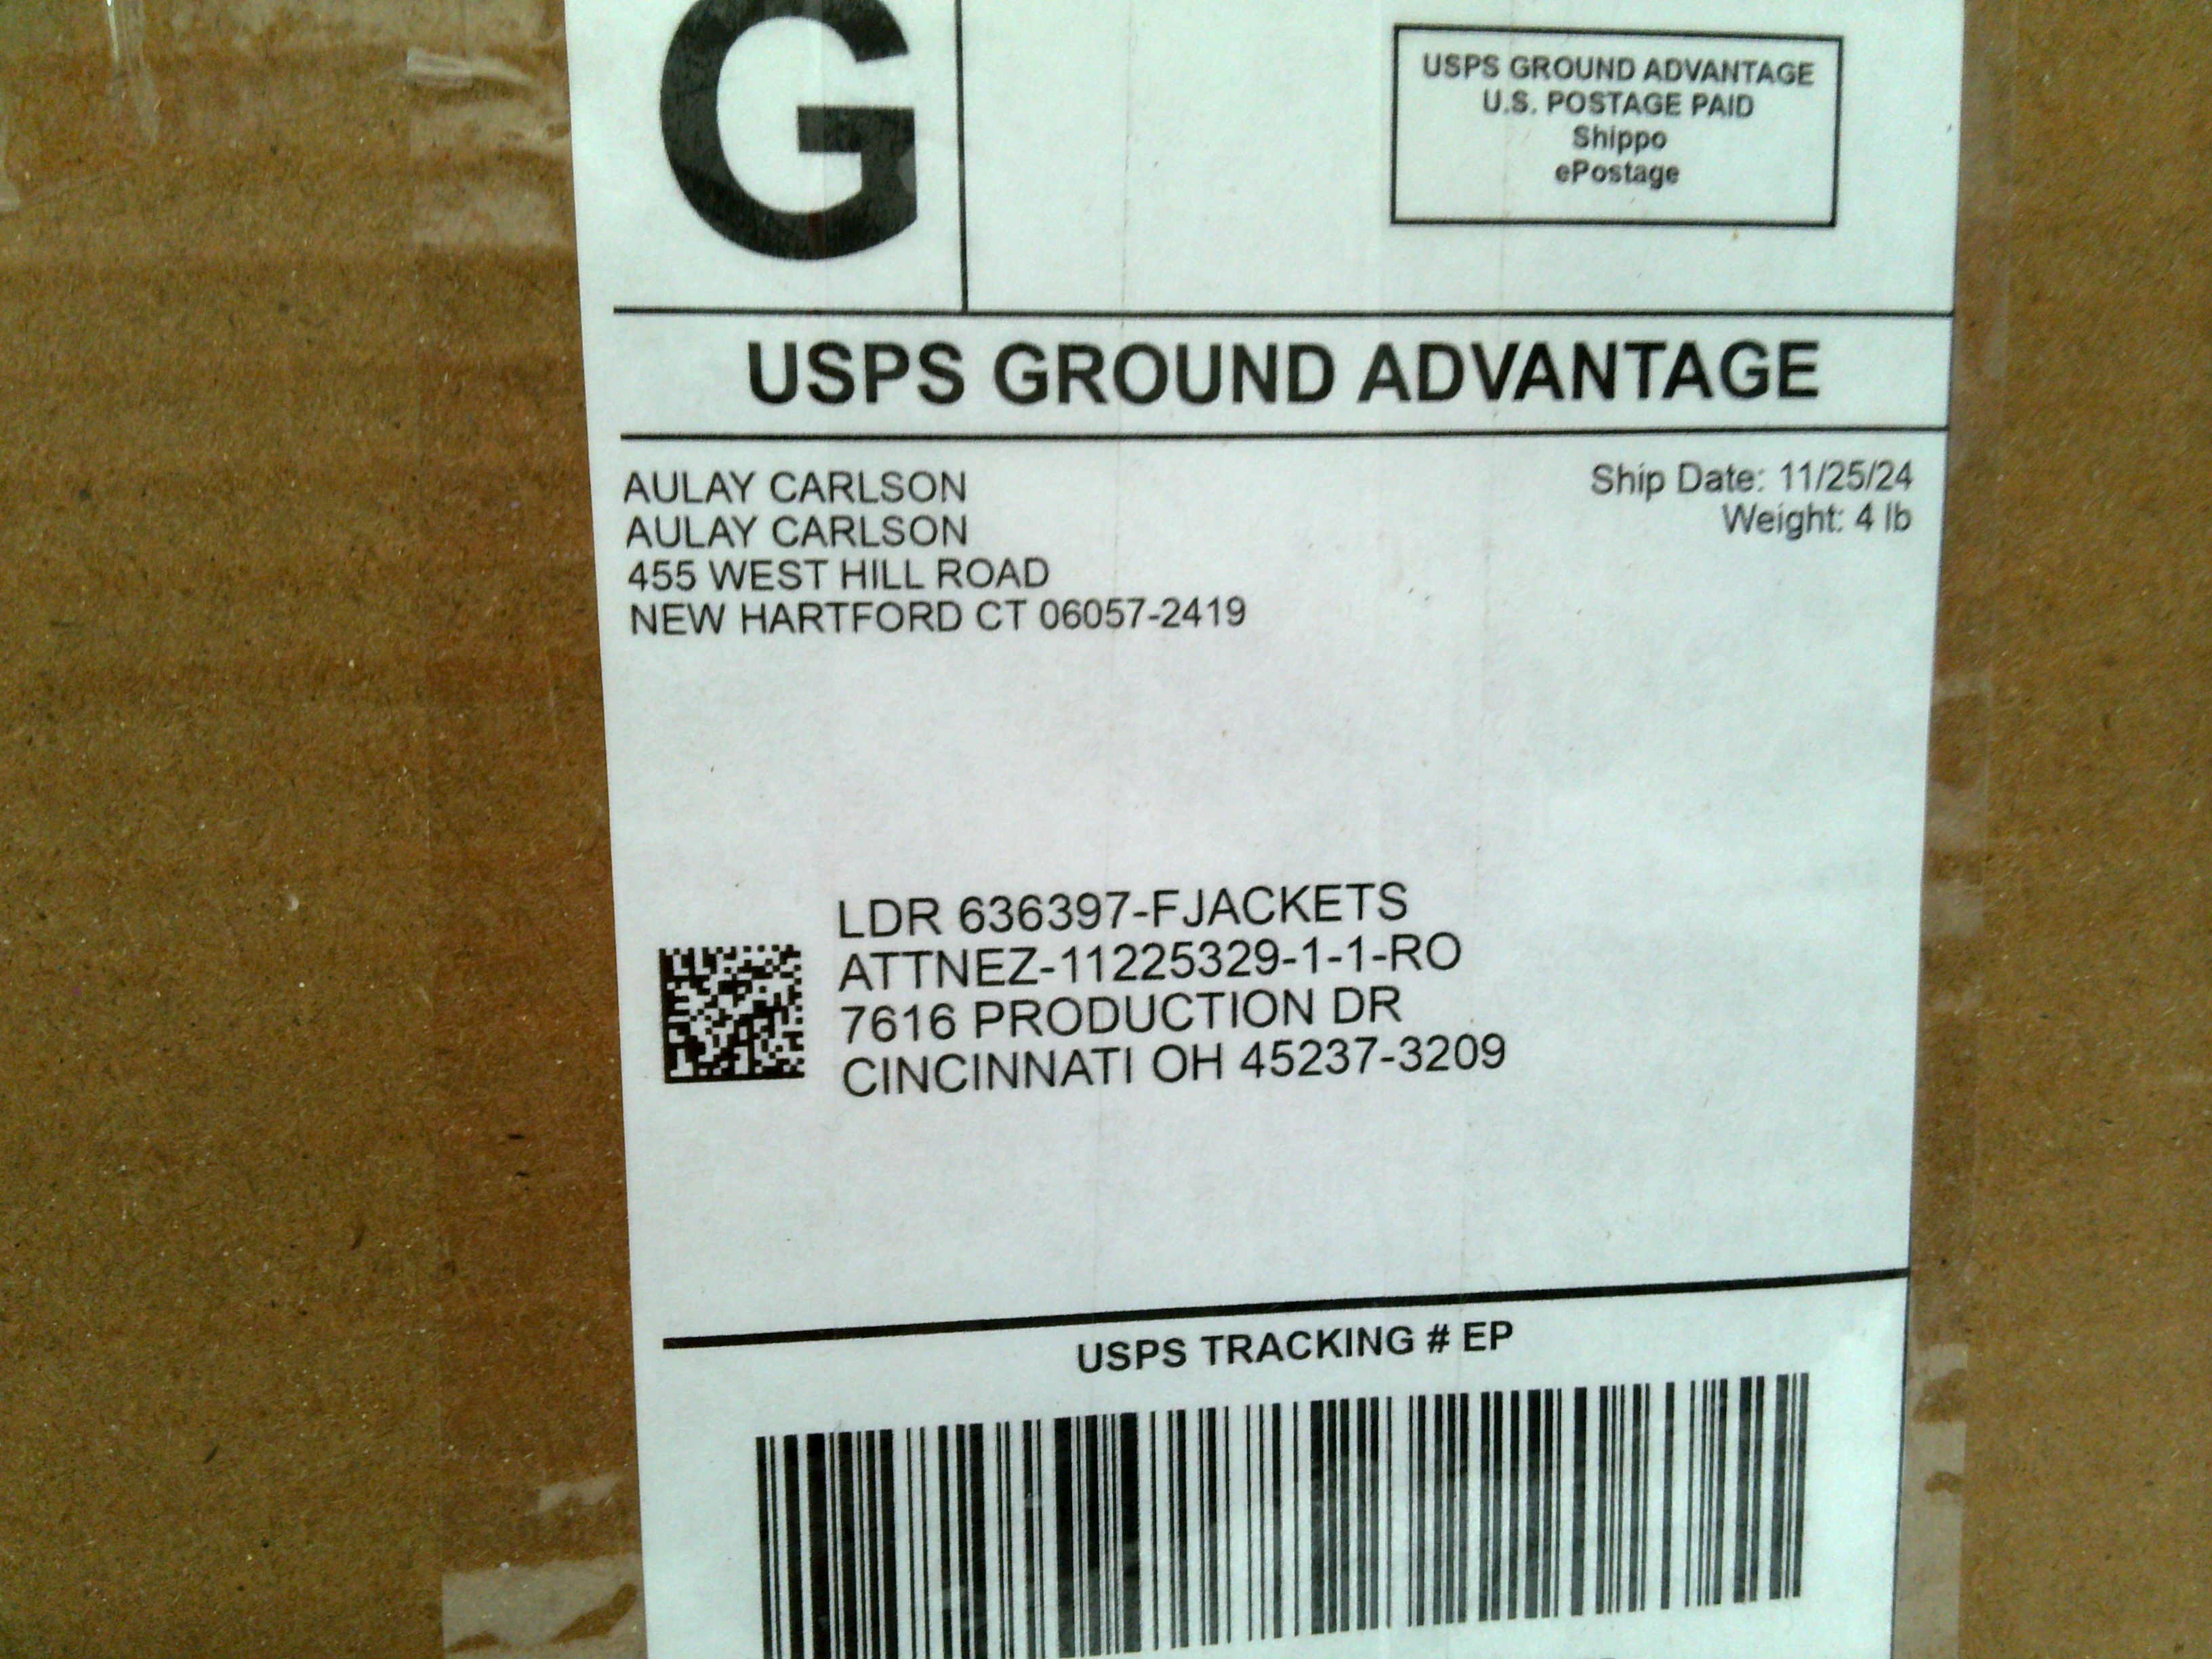 G
USPS GROUND ADVANTAGE
U.S. POSTAGE PAID
Shippo
ePostage
USPS GROUND ADVANTAGE
AULAY CARLSON
AULAY CARLSON
455 WEST HILL ROAD
NEW HARTFORD CT 06057-2419
Ship Date: 11/25/24
Weight: 4 lb
LDR 636397-FJACKETS
ATTNEZ-11225329-1-1-RO
7616 PRODUCTION DR
CINCINNATI OH 45237-3209
USPS TRACKING # EP